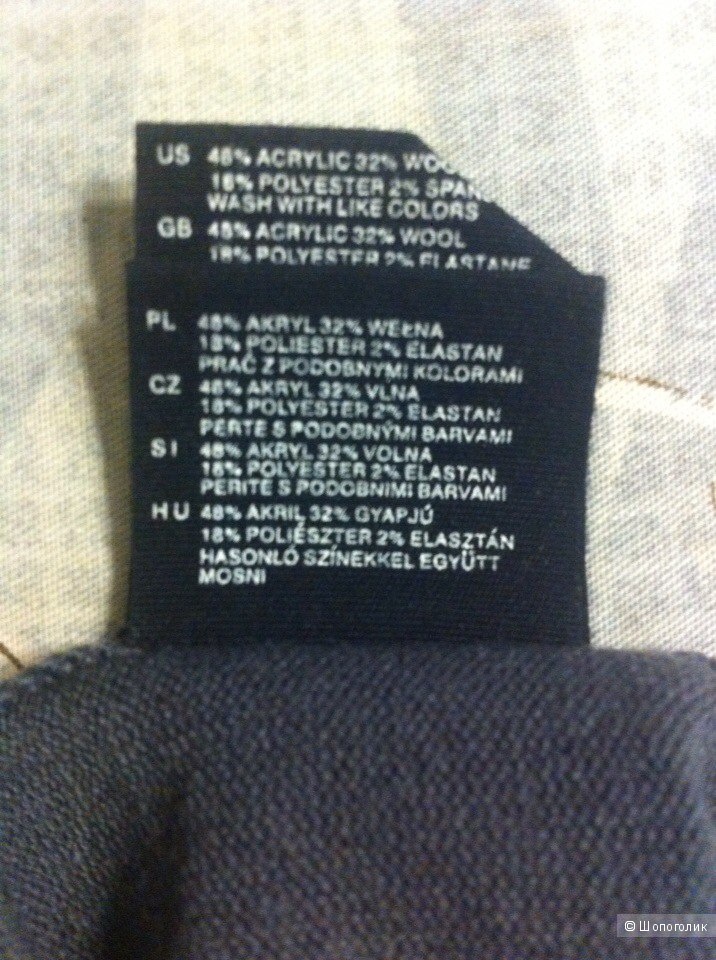 US 48% ACRYLIC 32%
18% POLYESTER 2%
WASH WITH LIKE COLORS
GB 48% ACRYLIC 32% WOOL
18% POLYESTER 2% ELASTANE
PL 48% AKRYL 32% WEŁNA
18% POLIESTER 2% ELASTAN
PRAĆ Z PODOBNYMI KOLORAMI
CZ 48% AKRYL 32% VLNA
18% POLYESTER 2% ELASTAN
PERTE S PODOBNÝMI BARVAMI
SI 48% AKRYL 32% VOLNA
18% POLYESTER 2% ELASTAN
PERITE S PODOBNIMI BARVAMI
HU 48% AKRIL 32% GYAPJÚ
18% POLIÉSZTER 2% ELASZTÁN
HASONLÓ SZÍNEKKEL EGYÜTT
MOSNI
© Шопоголик